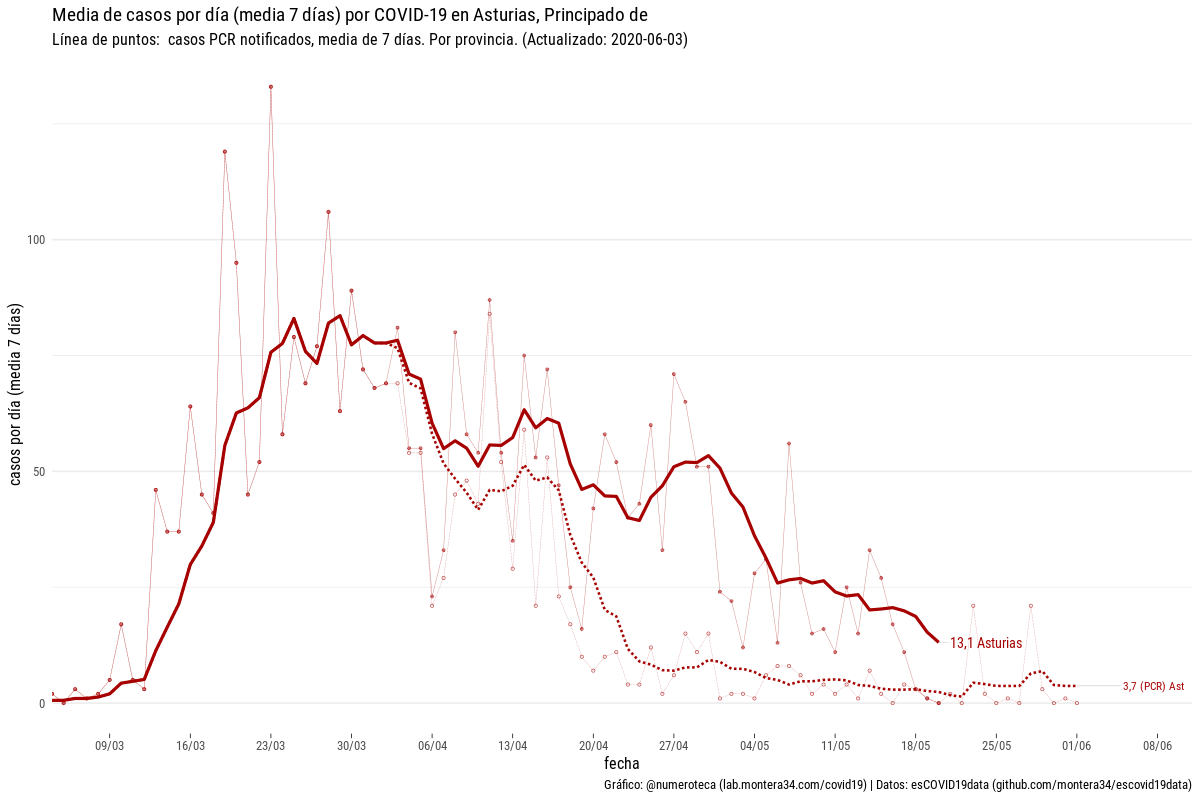 Media de casos por día (media 7 días) por COVID-19 en Asturias, Principado de
Línea de puntos:  casos PCR notificados, media de 7 días. Por provincia. (Actualizado: 2020-06-03)
casos por día (media 7 días)
100
50
0
13,1 Asturias
3,7 (PCR) Ast
09/03
16/03
23/03
30/03
06/04
13/04
20/04
27/04
04/05
11/05
18/05
25/05
01/06
08/06
fecha
Gráfico: @numeroteca (lab.montera34.com/covid19) | Datos: esCOVID19data (github.com/montera34/escovid19data)